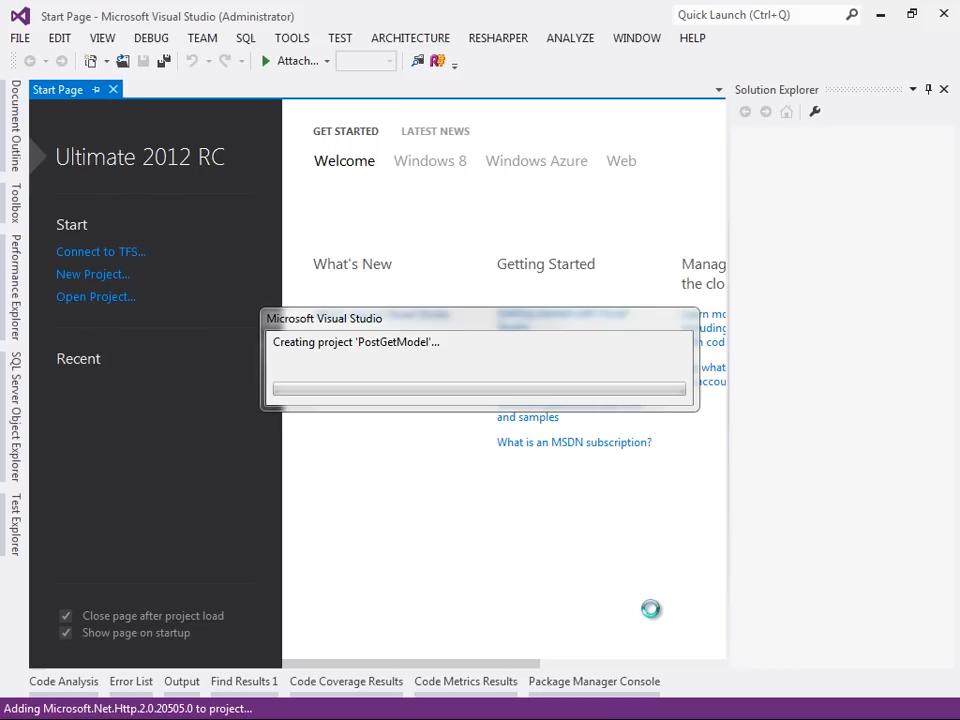 Start Page - Microsoft Visual Studio (Administrator)
Quick Launch (Ctrl+Q)
FILE EDIT VIEW DEBUG TEAM SQL TOOLS TEST ARCHITECTURE RESHARPER ANALYZE WINDOW HELP
Attach...
Start Page
Solution Explorer
Document Outline
Toolbox
Performance Explorer
SQL Server Object Explorer
Test Explorer
Ultimate 2012 RC
Start
Connect to TFS...
New Project...
Open Project...
Recent
Close page after project load
Show page on startup
GET STARTED LATEST NEWS
Welcome Windows 8 Windows Azure Web
What's New
Getting Started
Manag
the clo
Microsoft Visual Studio
Creating project 'PostGetModel'...
and samples
What is an MSDN subscription?
Code Analysis Error List Output Find Results 1 Code Coverage Results Code Metrics Results Package Manager Console
Adding Microsoft.Net.Http.2.0.20505.0 to project...